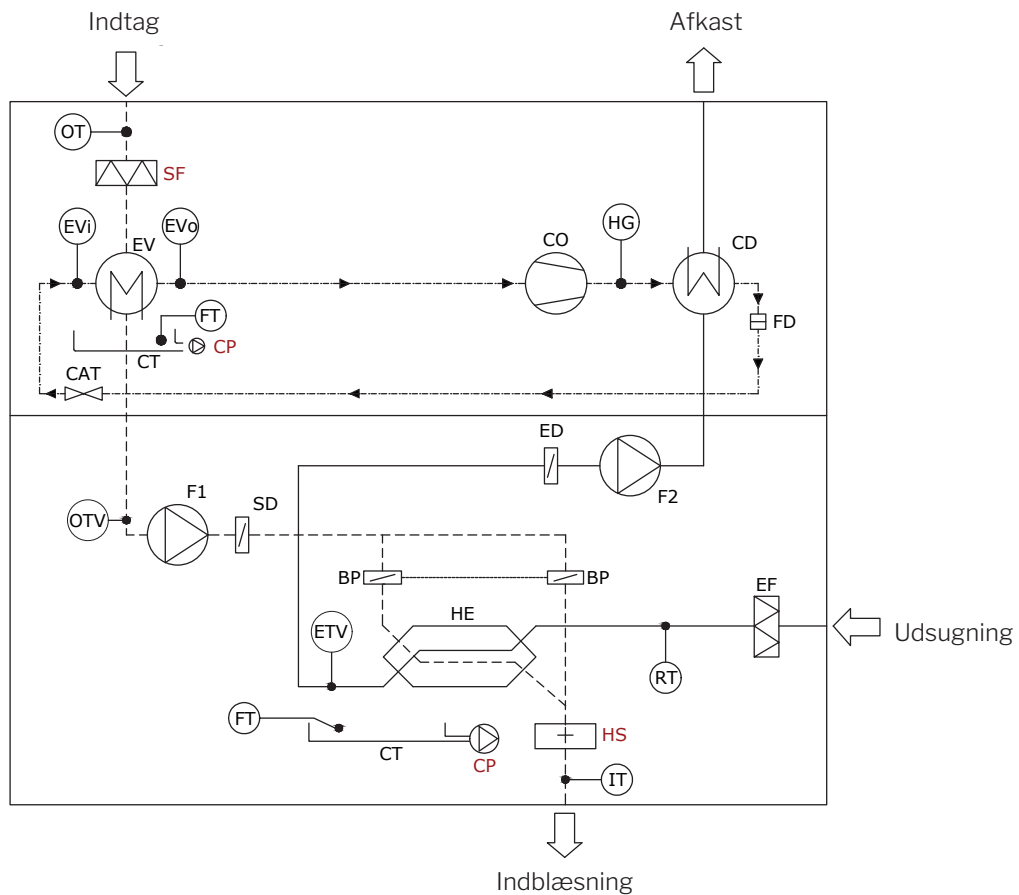 Indtag
Afkast
OT
SF
EVi
EV
EVo
CO
HG
CD
FT
CT
CP
FD
CAT
ED
F2
F1
SD
OTV
BP
BP
EF
HE
ETV
Udsugning
RT
FT
CT
CP
HS
IT
Indblæsning